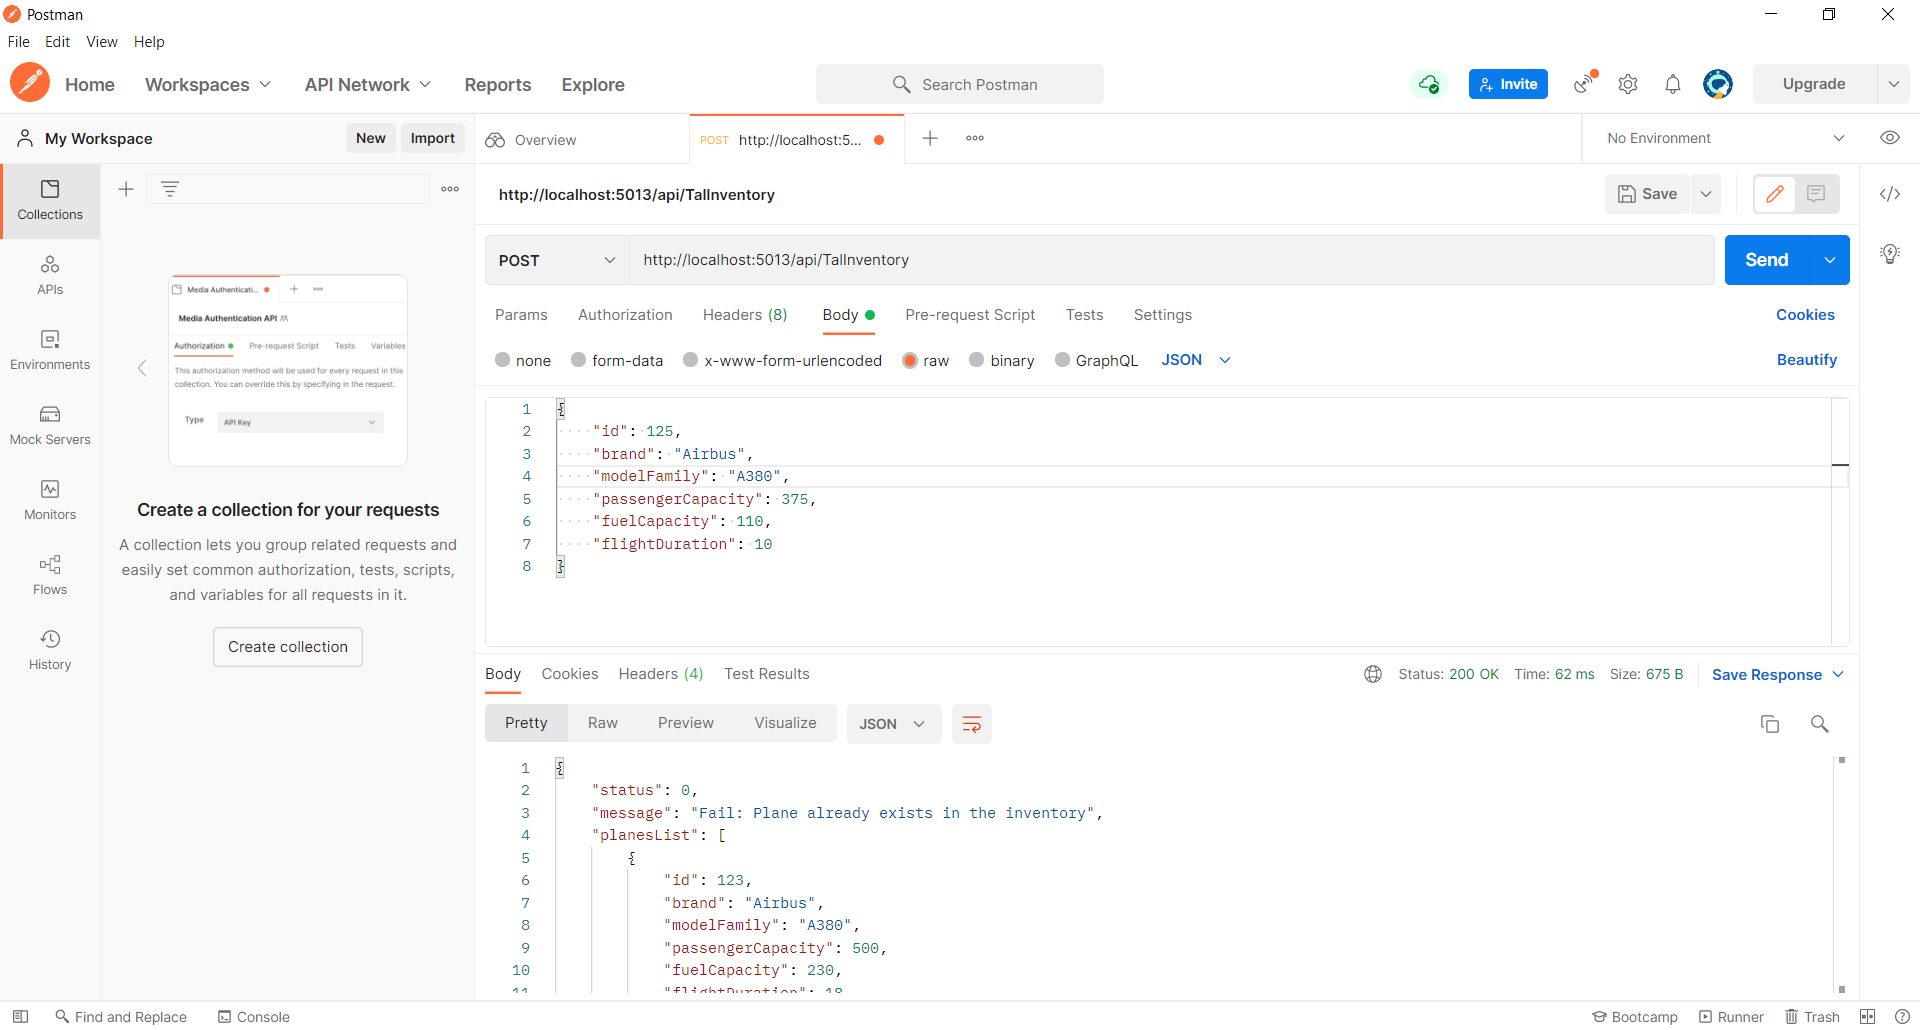 Postman
File Edit View Help
Home Workspaces API Network Reports Explore Search Postman Invite Upgrade
My Workspace New Import Overview POST http://localhost:5... No Environment
Collections
APIs
Environments
Mock Servers
Monitors
Flows
History
Media Authenticati...
Media Authentication API
Authorization Pre-request Script Tests Variables
This authorization method will be used for every request in this
collection. You can override this by specifying in the request.
Type API Key
Create a collection for your requests
A collection lets you group related requests and
easily set common authorization, tests, scripts,
and variables for all requests in it.
Create collection
http://localhost:5013/api/TalInventory Save
POST http://localhost:5013/api/TalInventory Send
Params Authorization Headers (8) Body Pre-request Script Tests Settings Cookies
none form-data x-www-form-urlencoded raw binary GraphQL JSON Beautify
1 {
2 "id": 125,
3 "brand": "Airbus",
4 "modelFamily": "A380",
5 "passengerCapacity": 375,
6 "fuelCapacity": 110,
7 "flightDuration": 10
8 }
Body Cookies Headers (4) Test Results Status: 200 OK Time: 62 ms Size: 675 B Save Response
Pretty Raw Preview Visualize JSON
1 {
2 "status": 0,
3 "message": "Fail: Plane already exists in the inventory",
4 "planesList": [
5 {
6 "id": 123,
7 "brand": "Airbus",
8 "modelFamily": "A380",
9 "passengerCapacity": 500,
10 "fuelCapacity": 230,
11 "flightDuration": 18
Find and Replace Console Bootcamp Runner Trash